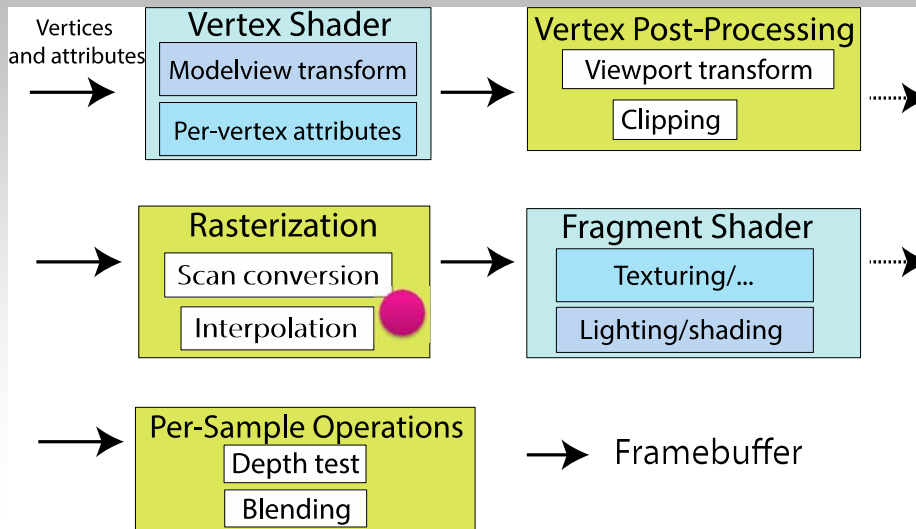 Vertices
and attributes
Vertex Shader
Modelview transform
Per-vertex attributes
Vertex Post-Processing
Viewport transform
Clipping
Rasterization
Scan conversion
Interpolation
Fragment Shader
Texturing/...
Lighting/shading
Per-Sample Operations
Depth test
Blending
Framebuffer